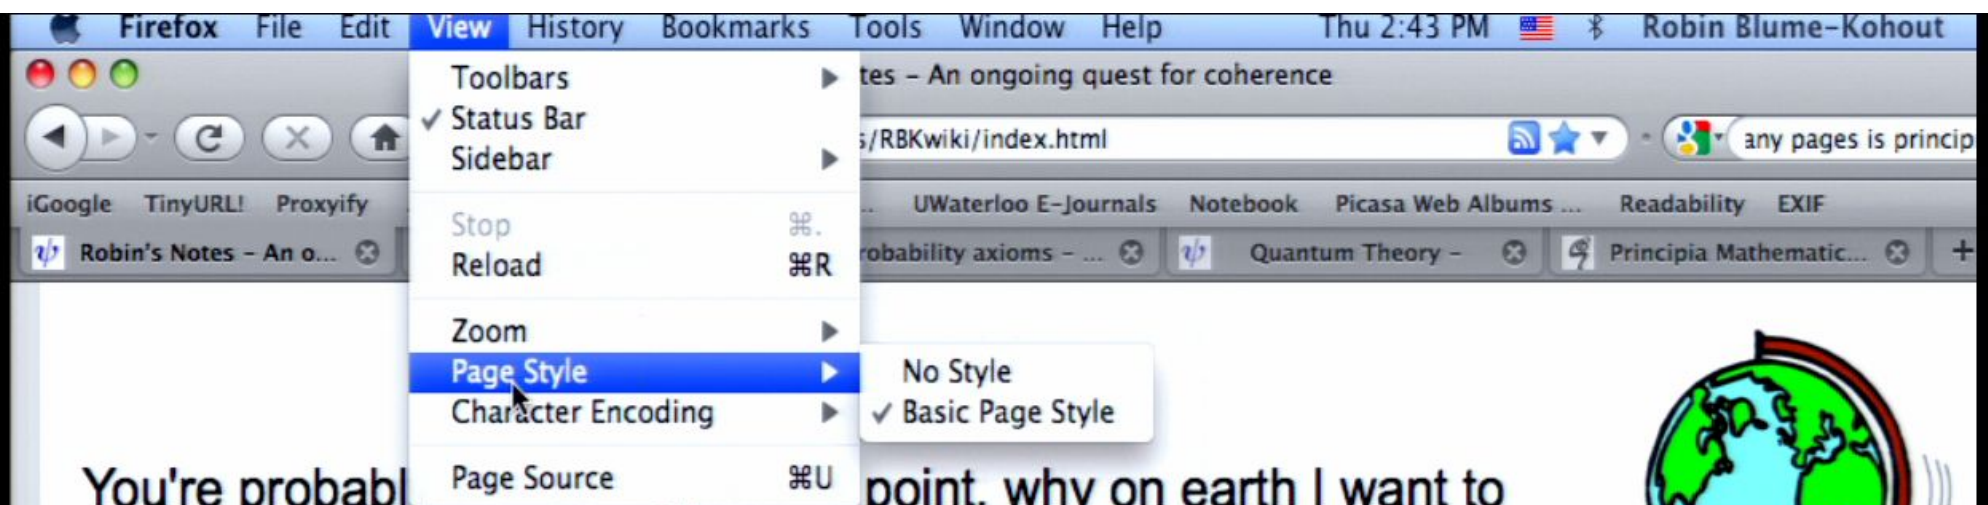 Firefox File Edit View History Bookmarks Tools Window Help Thu 2:43 PM Robin Blume-Kohout
tes – An ongoing quest for coherence
s/RBKwiki/index.html any pages is princip
iGoogle TinyURL! Proxyify .. UWaterloo E-Journals Notebook Picasa Web Albums ... Readability EXIF
Robin's Notes – An o... robability axioms – ... Quantum Theory – Principia Mathematic... +
Toolbars
✓ Status Bar
Sidebar
Stop ⌘.
Reload ⌘R
Zoom
Page Style
Character Encoding
Page Source ⌘U
No Style
✓ Basic Page Style
You're probabl point, why on earth I want to